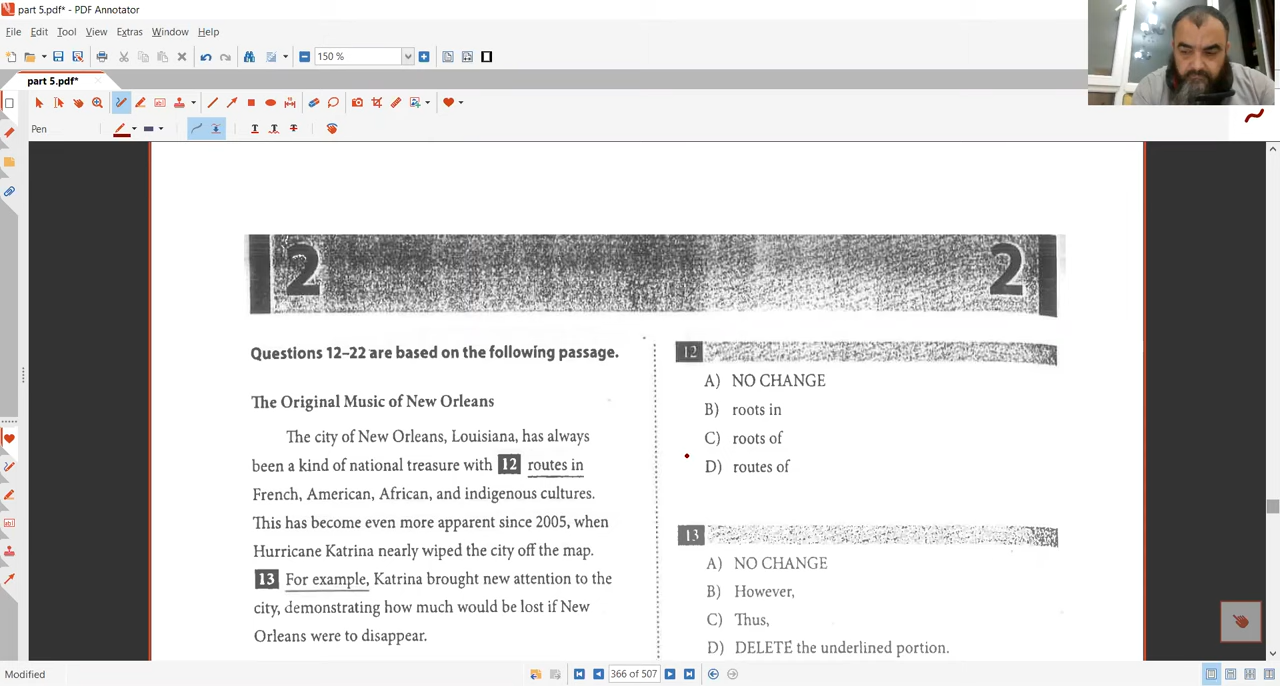 part 5.pdf* - PDF Annotator
File Edit Tool View Extras Window Help
150 %
part 5.pdf*
Pen
2
2
Questions 12–22 are based on the following passage.
The Original Music of New Orleans
The city of New Orleans, Louisiana, has always
been a kind of national treasure with 12 routes in
French, American, African, and indigenous cultures.
This has become even more apparent since 2005, when
Hurricane Katrina nearly wiped the city off the map.
13 For example, Katrina brought new attention to the
city, demonstrating how much would be lost if New
Orleans were to disappear.
12
A) NO CHANGE
B) roots in
C) roots of
D) routes of
13
A) NO CHANGE
B) However,
C) Thus,
D) DELETE the underlined portion.
Modified
366 of 507